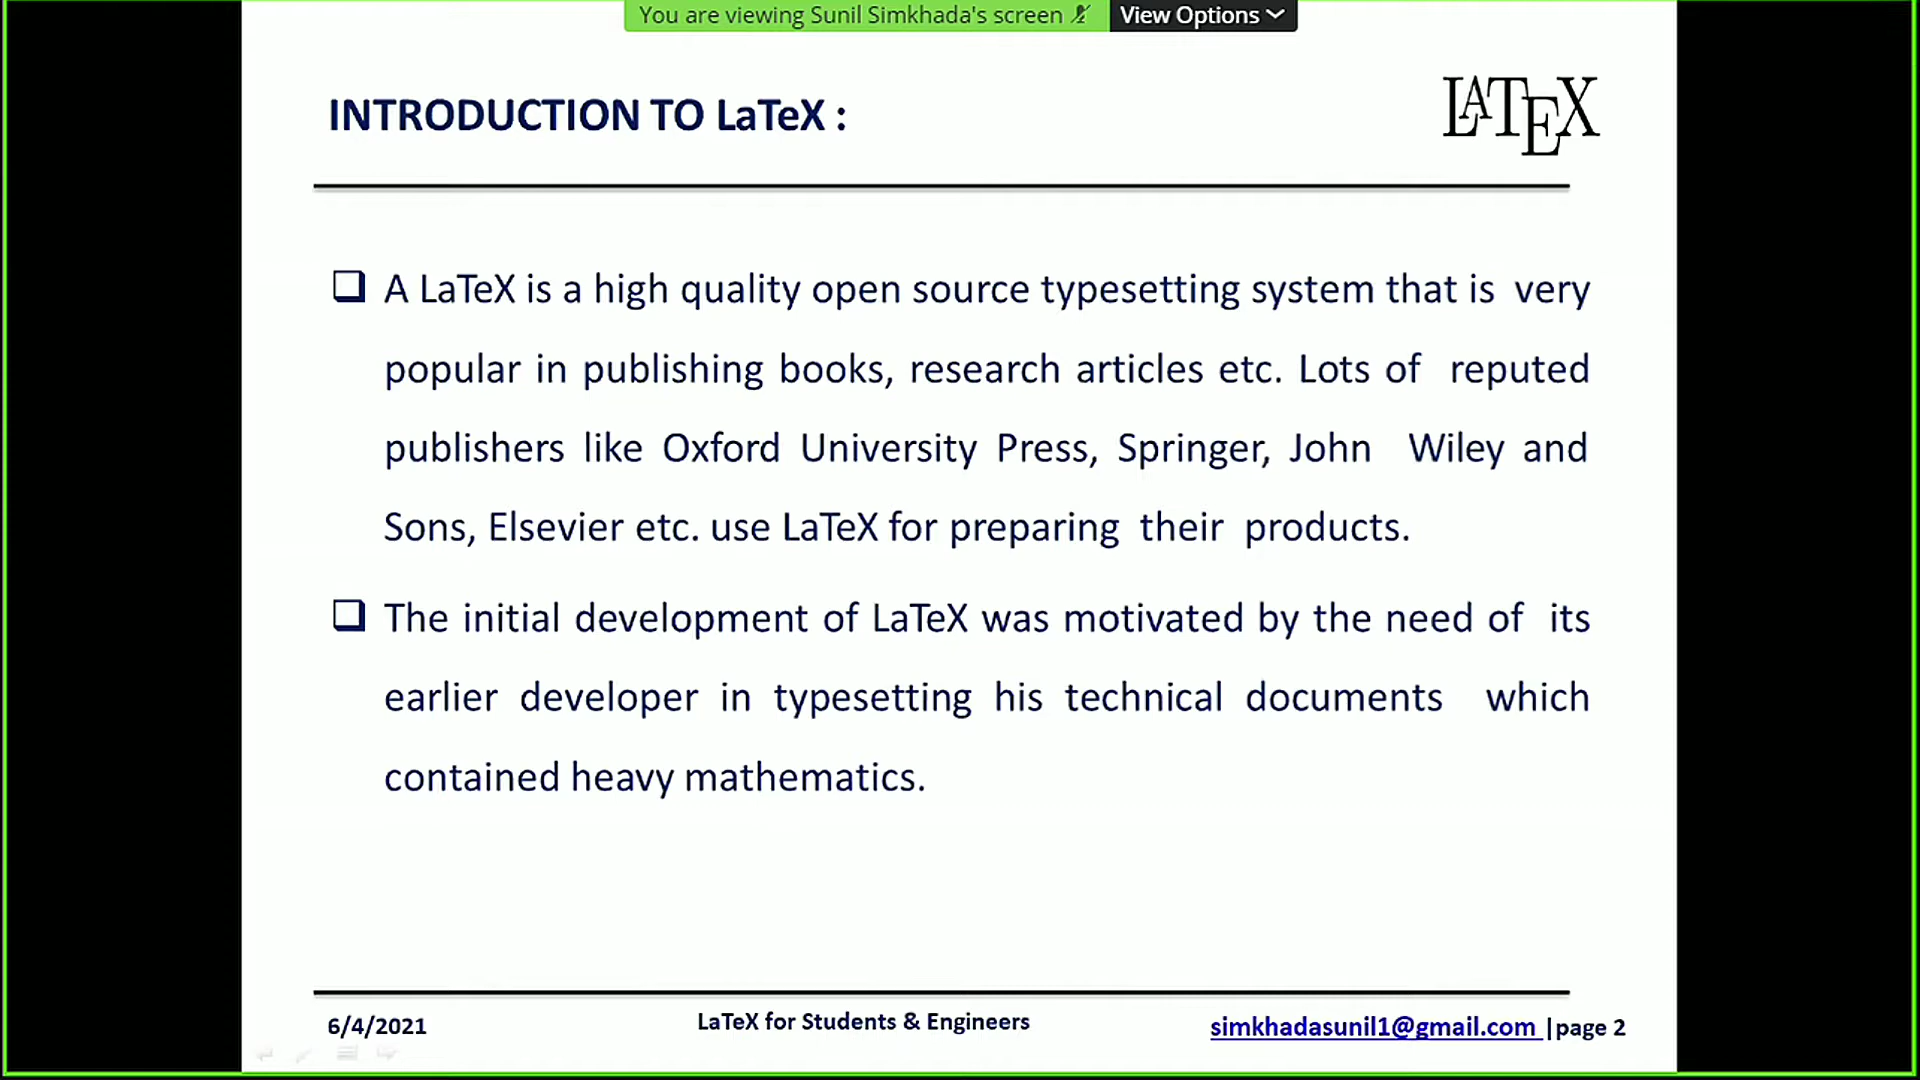 You are viewing Sunil Simkhada's screen
View Options
INTRODUCTION TO LaTeX :
LATEX
A LaTeX is a high quality open source typesetting system that is very
popular in publishing books, research articles etc. Lots of reputed
publishers like Oxford University Press, Springer, John Wiley and
Sons, Elsevier etc. use LaTeX for preparing their products.
The initial development of LaTeX was motivated by the need of its
earlier developer in typesetting his technical documents which
contained heavy mathematics.
6/4/2021
LaTeX for Students & Engineers
simkhadasunil1@gmail.com |page 2